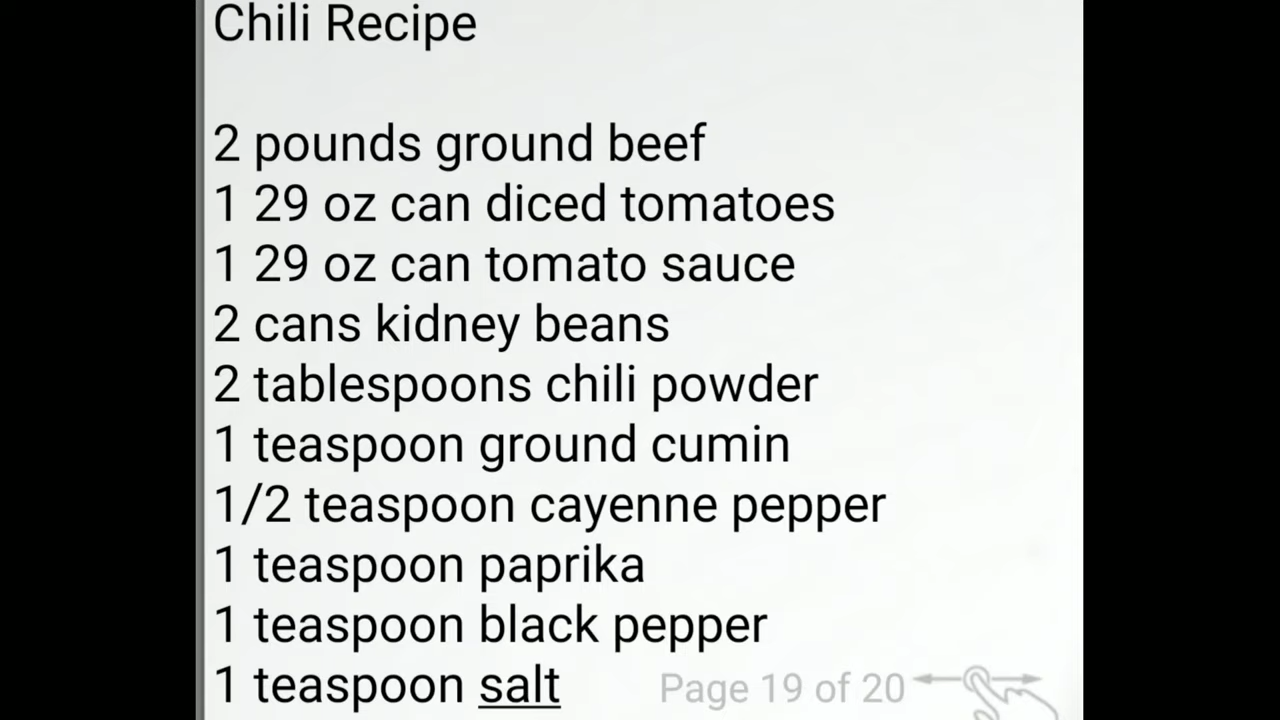 Chili Recipe
2 pounds ground beef
1 29 oz can diced tomatoes
1 29 oz can tomato sauce
2 cans kidney beans
2 tablespoons chili powder
1 teaspoon ground cumin
1/2 teaspoon cayenne pepper
1 teaspoon paprika
1 teaspoon black pepper
1 teaspoon salt
Page 19 of 20